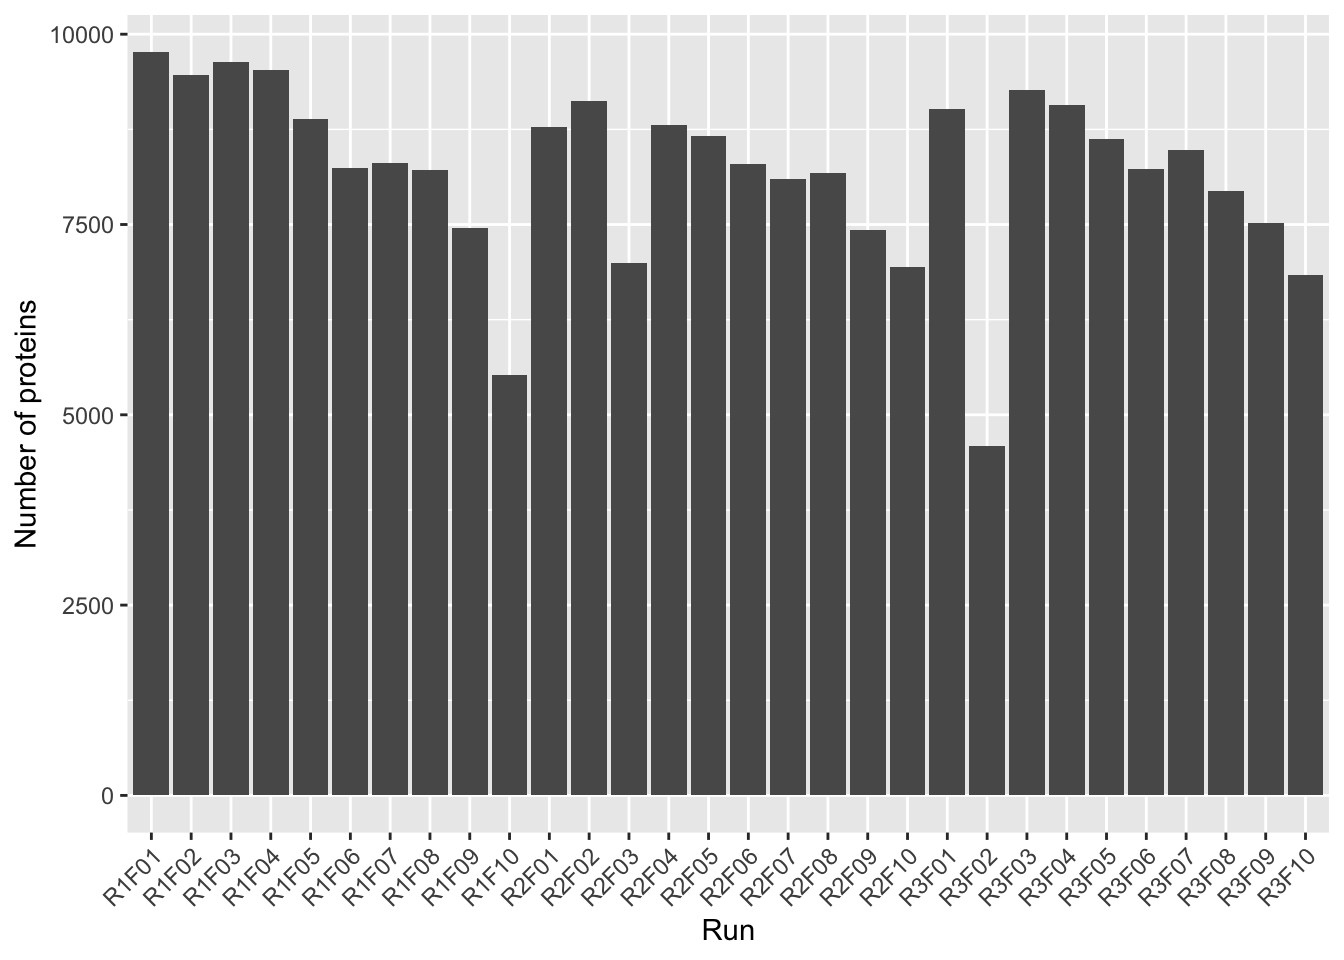 Number of proteins
10000
7500
5000
2500
0
R1F01
R1F02
R1F03
R1F04
R1F05
R1F06
R1F07
R1F08
R1F09
R1F10
R2F01
R2F02
R2F03
R2F04
R2F05
R2F06
R2F07
R2F08
R2F09
R2F10
R3F01
R3F02
R3F03
R3F04
R3F05
R3F06
R3F07
R3F08
R3F09
R3F10
Run